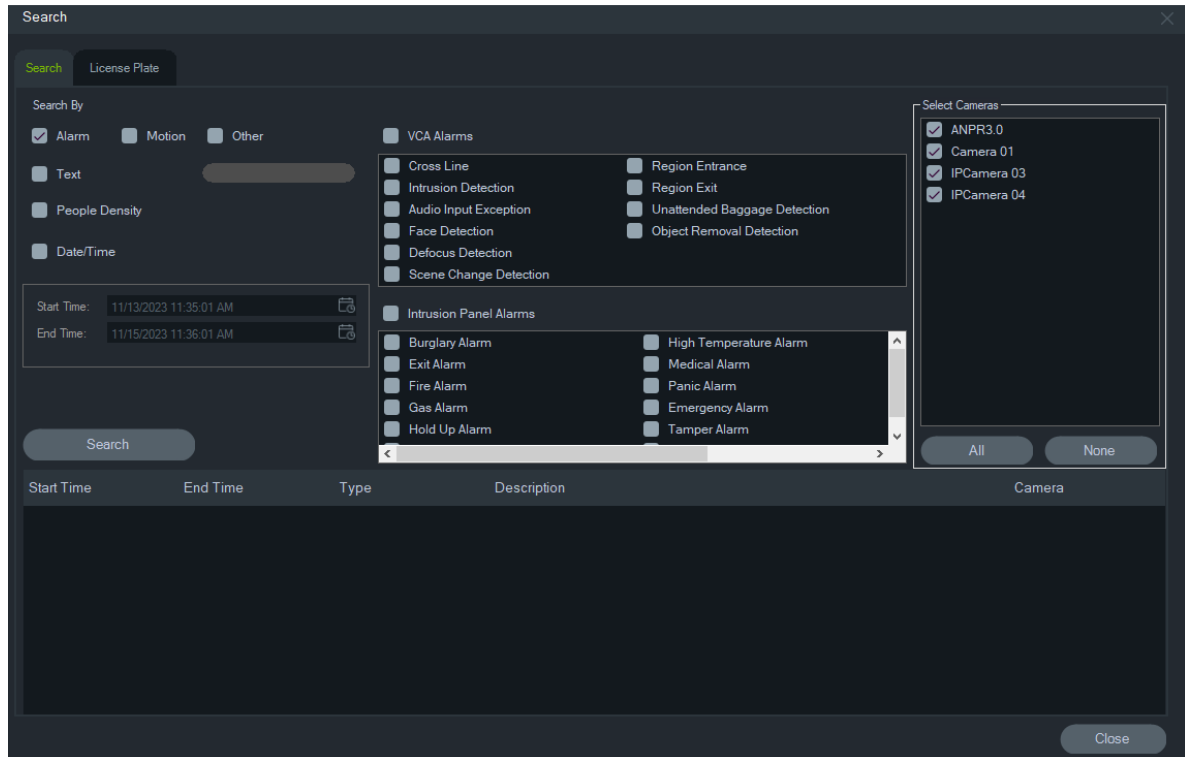 Search
Search
License Plate
Search By
Alarm
Motion
Other
Text
People Density
Date/Time
Start Time: 11/13/2023 11:35:01 AM
End Time: 11/15/2023 11:36:01 AM
Search
VCA Alarms
Cross Line
Intrusion Detection
Audio Input Exception
Face Detection
Defocus Detection
Scene Change Detection
Region Entrance
Region Exit
Unattended Baggage Detection
Object Removal Detection
Intrusion Panel Alarms
Burglary Alarm
Exit Alarm
Fire Alarm
Gas Alarm
Hold Up Alarm
High Temperature Alarm
Medical Alarm
Panic Alarm
Emergency Alarm
Tamper Alarm
Select Cameras
ANPR3.0
Camera 01
IPCamera 03
IPCamera 04
All
None
Start Time
End Time
Type
Description
Camera
Close